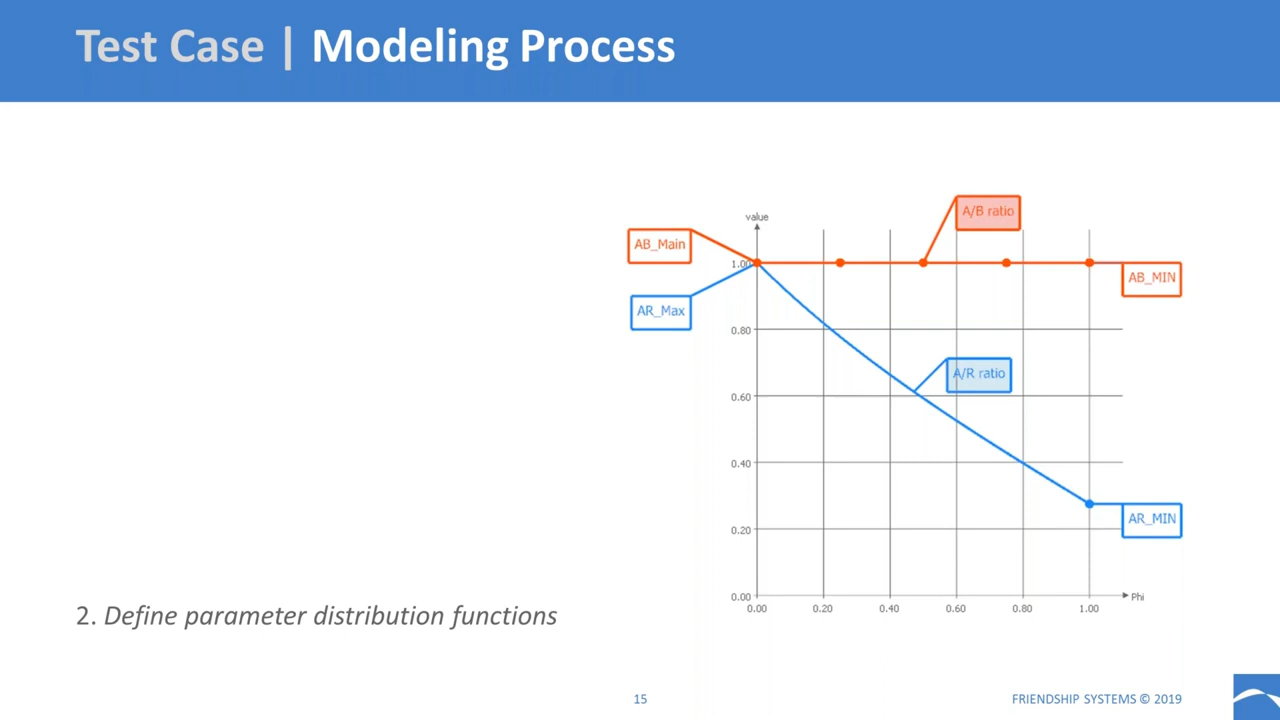 Test Case | Modeling Process
value
A/B ratio
AB_Main
1.00
AB_MIN
AR_Max
0.80
A/R ratio
0.60
0.40
AR_MIN
0.20
0.00
Phi
0.00 0.20 0.40 0.60 0.80 1.00
2. Define parameter distribution functions
15
FRIENDSHIP SYSTEMS © 2019